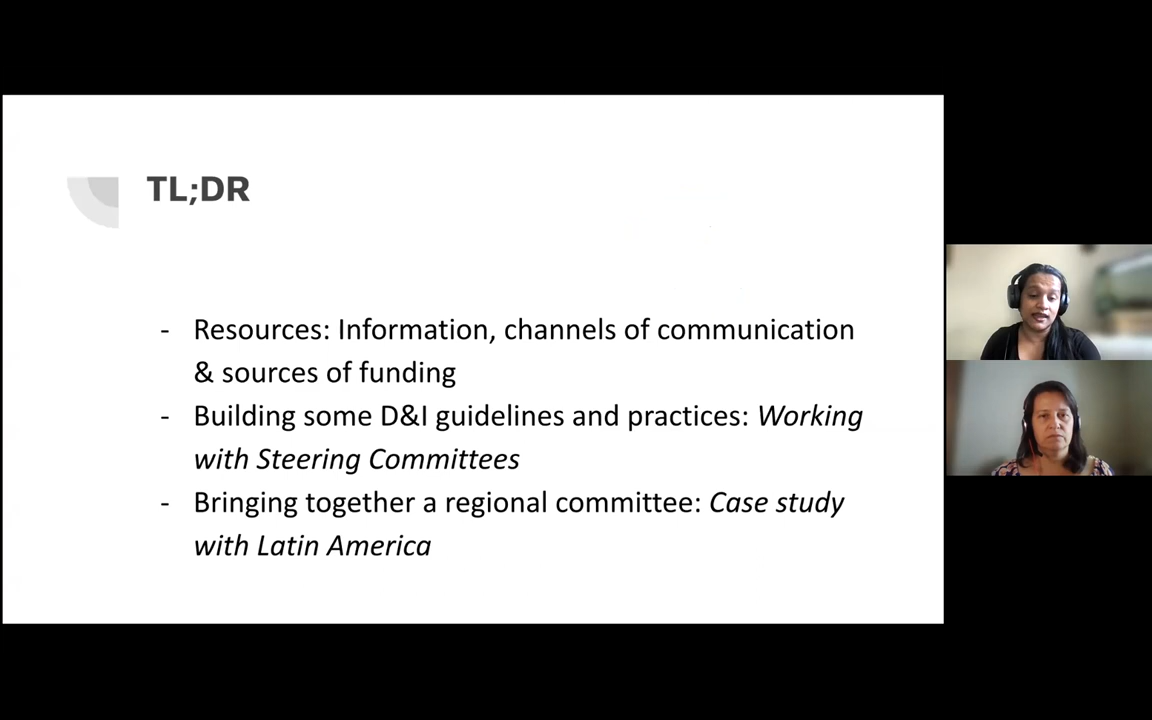 TL;DR
- Resources: Information, channels of communication
& sources of funding
- Building some D&I guidelines and practices: Working
with Steering Committees
- Bringing together a regional committee: Case study
with Latin America